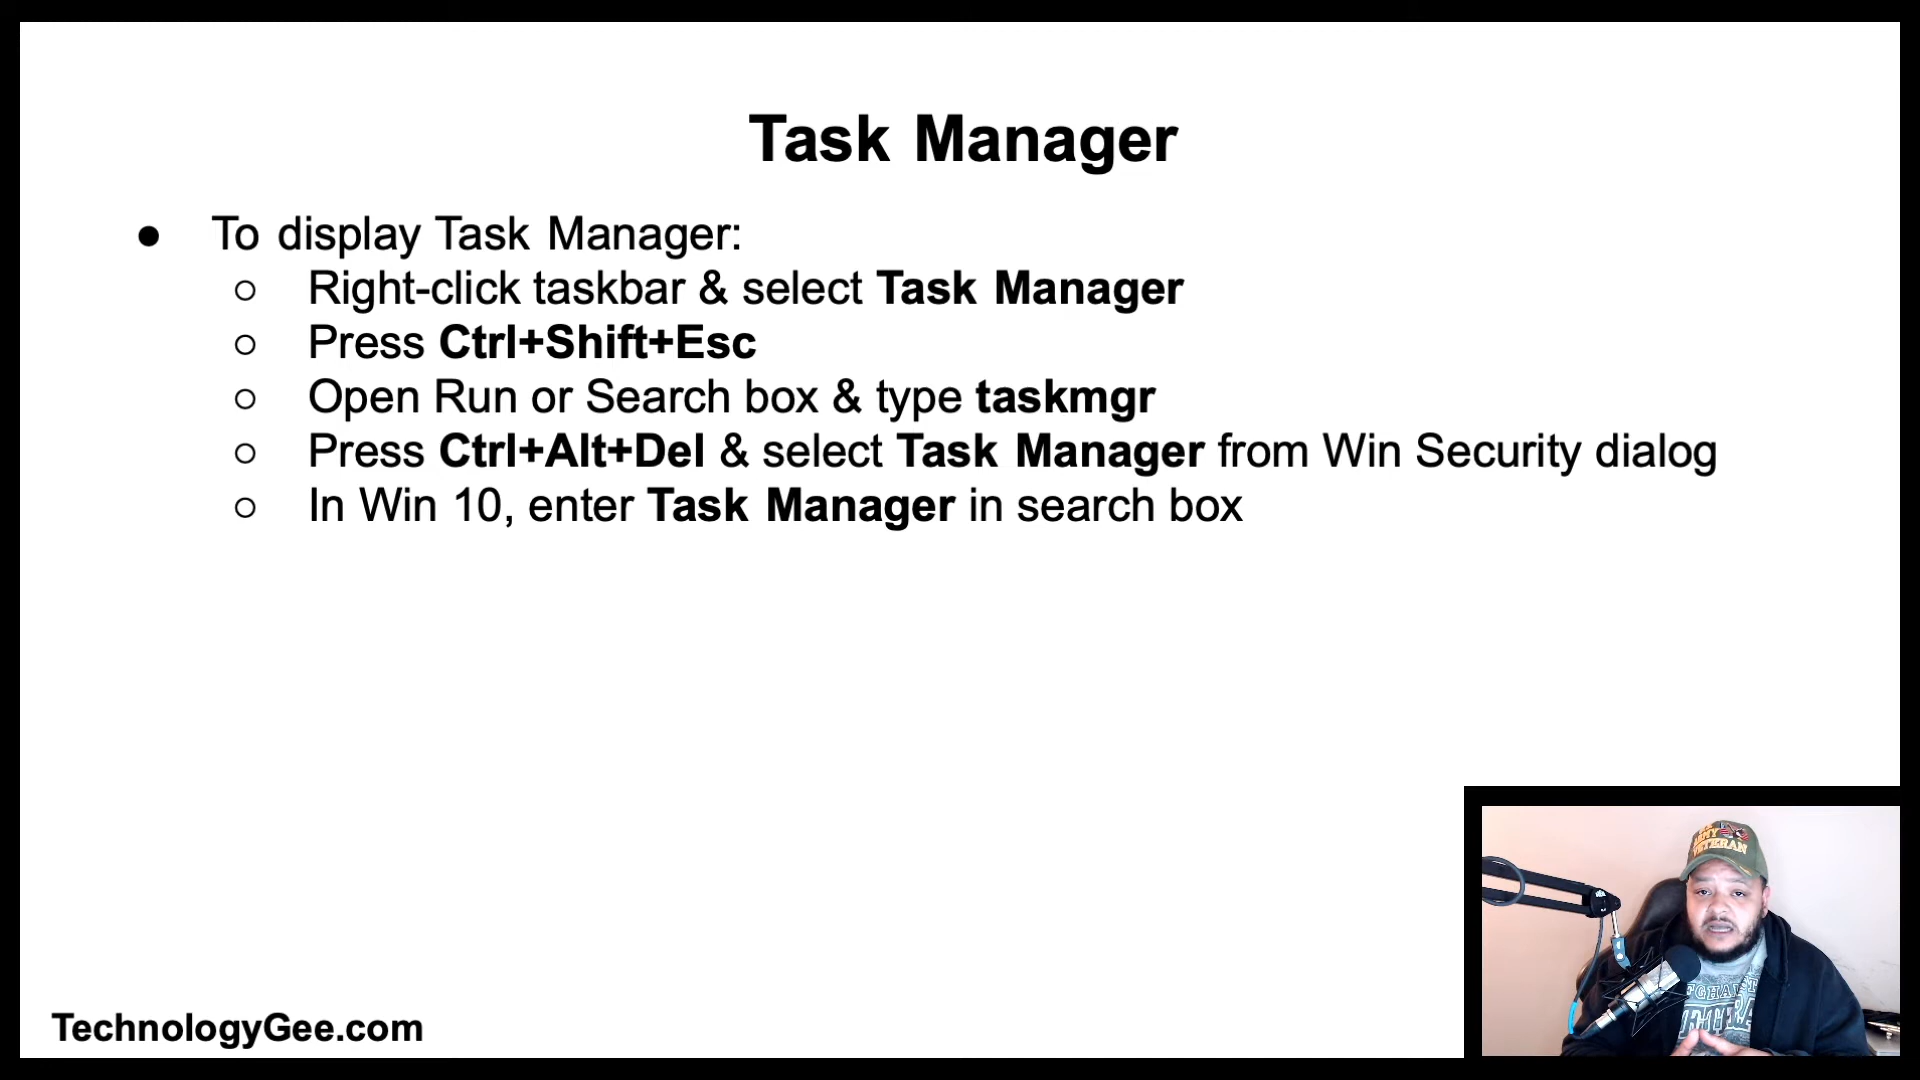 Task Manager
● To display Task Manager:
○ Right-click taskbar & select Task Manager
○ Press Ctrl+Shift+Esc
○ Open Run or Search box & type taskmgr
○ Press Ctrl+Alt+Del & select Task Manager from Win Security dialog
○ In Win 10, enter Task Manager in search box
ARMY
VETERAN
TechnologyGee.com